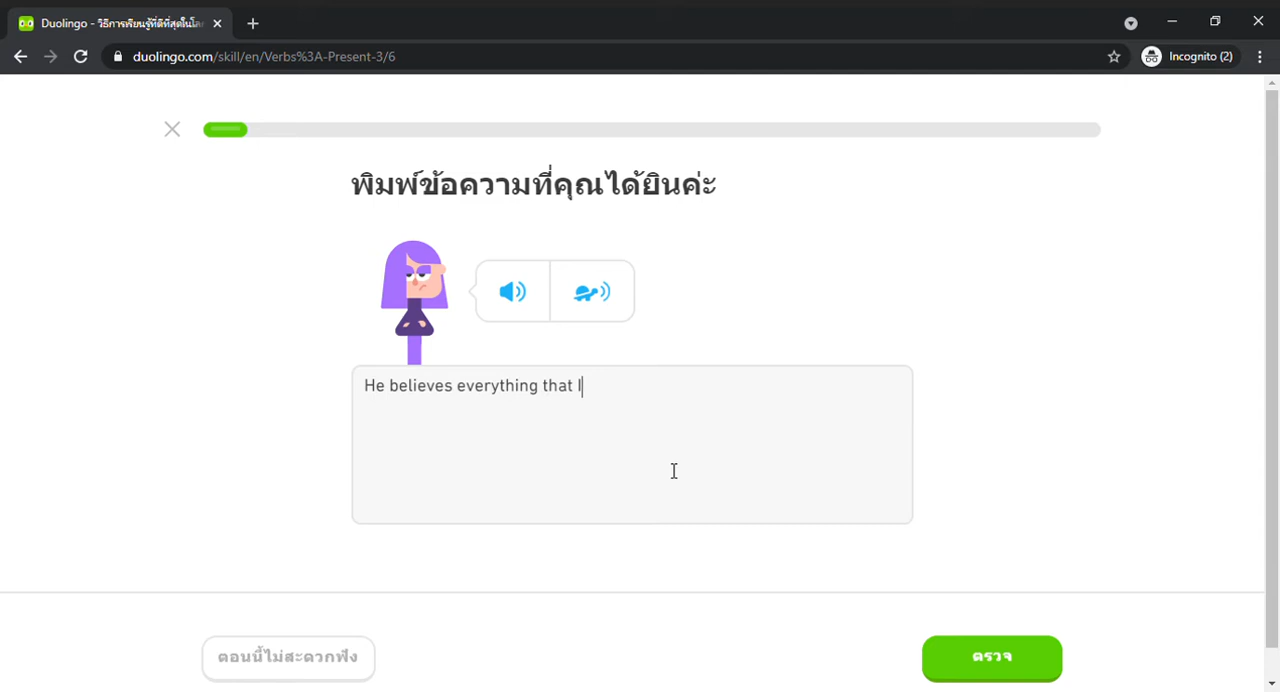 Duolingo - วิธีการเรียนรู้ที่ดีที่สุดในโล
duolingo.com/skill/en/Verbs%3A-Present-3/6
Incognito (2)
พิมพ์ข้อความที่คุณได้ยินค่ะ
He believes everything that I
ตอนนี้ไม่สะดวกฟัง
ตรวจ